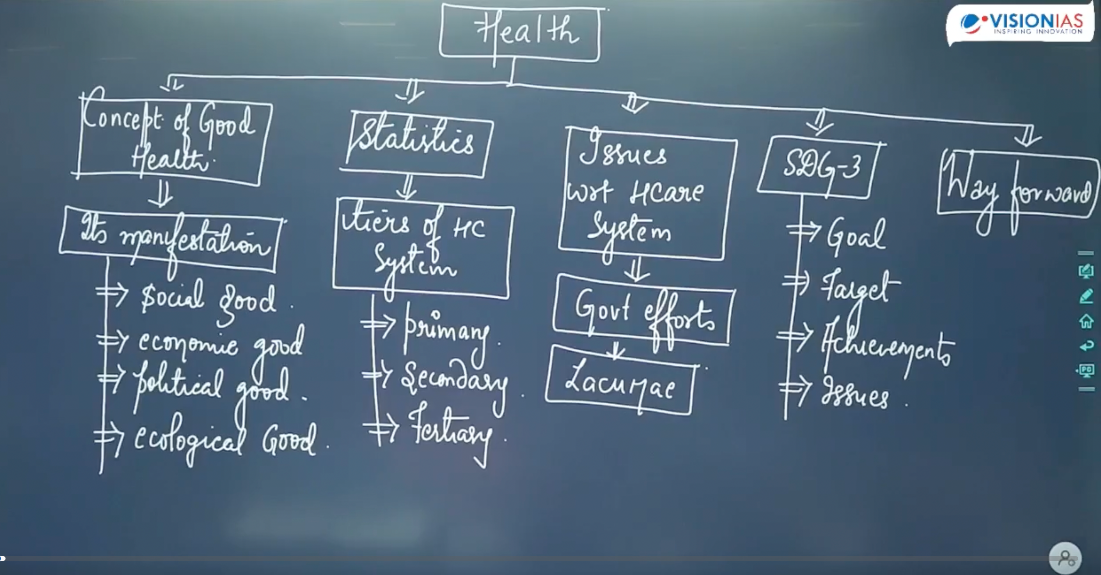 VISIONIAS
INSPIRING INNOVATION
Health
Concept of Good
Health
Its manifestation
⇒ Social good.
⇒ economic good
⇒ political good.
⇒ ecological Good.
Statistics
tiers of HC
System
⇒ primary.
⇒ Secondary.
⇒ Tertiary.
Issues
wrt HCare
System
Govt efforts
Lacunae
SDG-3
⇒ Goal
⇒ Target
⇒ Achievements
⇒ Issues.
Way forward